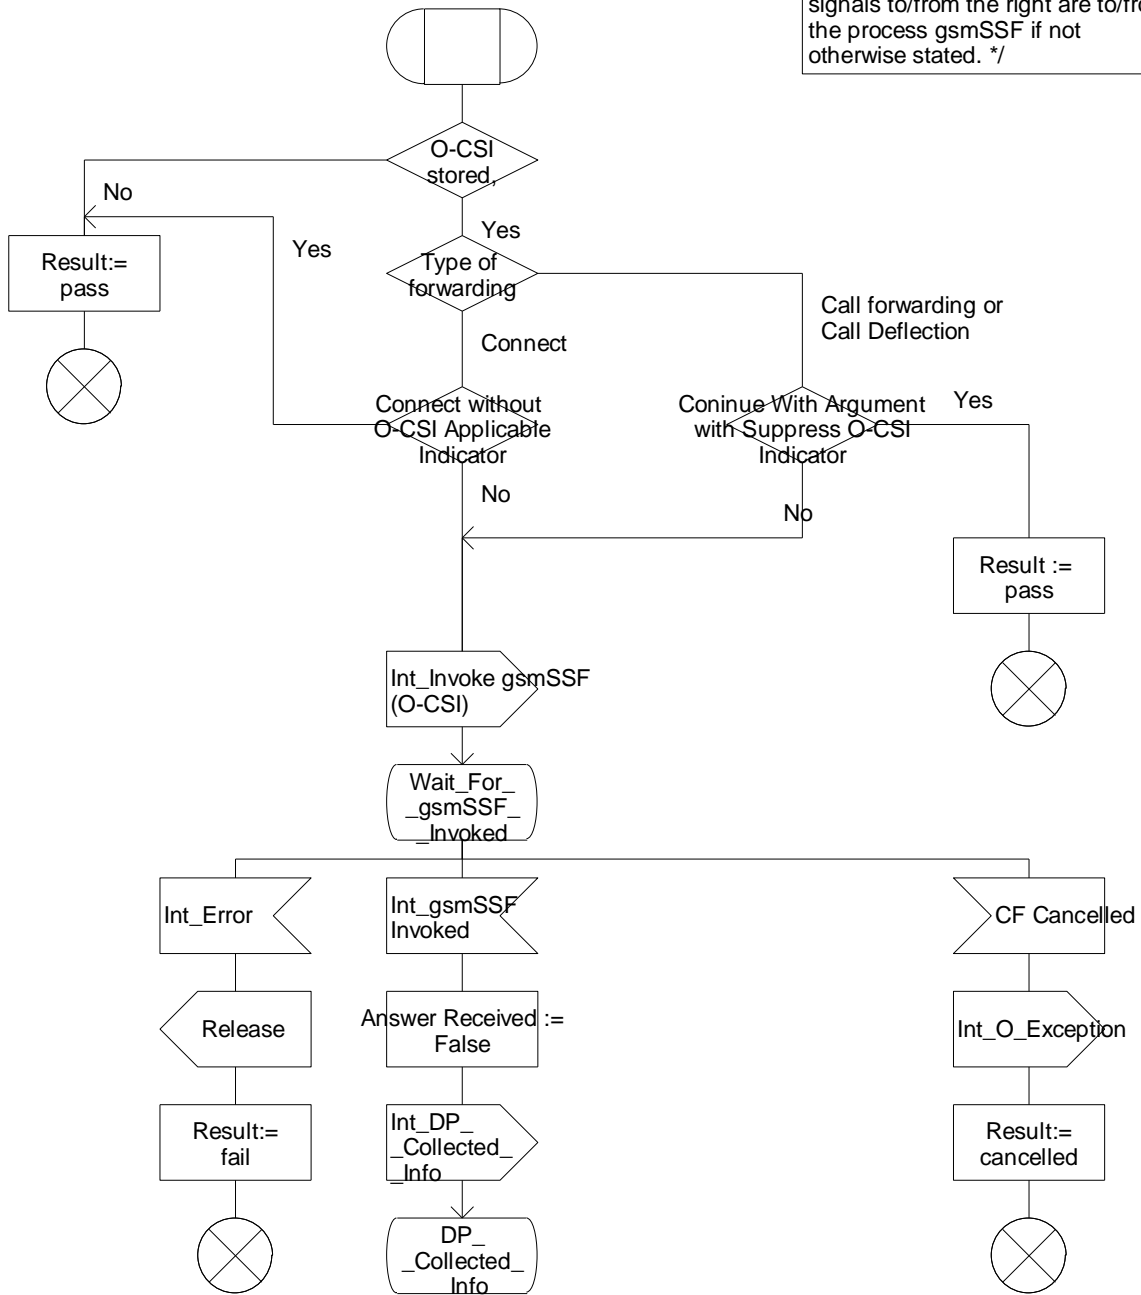 signals to/from the right are to/fro
the process gsmSSF if not
otherwise stated. */
O-CSI
stored,
No
Yes
Yes
Result:=
pass
Type of
forwarding
Call forwarding or
Call Deflection
Connect
Connect without
O-CSI Applicable
Indicator
Coninue With Argument
with Suppress O-CSI
Indicator
Yes
No
No
Result :=
pass
Int_Invoke gsmSSF
(O-CSI)
Wait_For_
_gsmSSF_
_Invoked
Int_Error
Int_gsmSSF
Invoked
CF Cancelled
Release
Answer Received :=
False
Int_O_Exception
Result:=
fail
Int_DP_
_Collected_
_Info
Result:=
cancelled
DP_
_Collected_
_Info